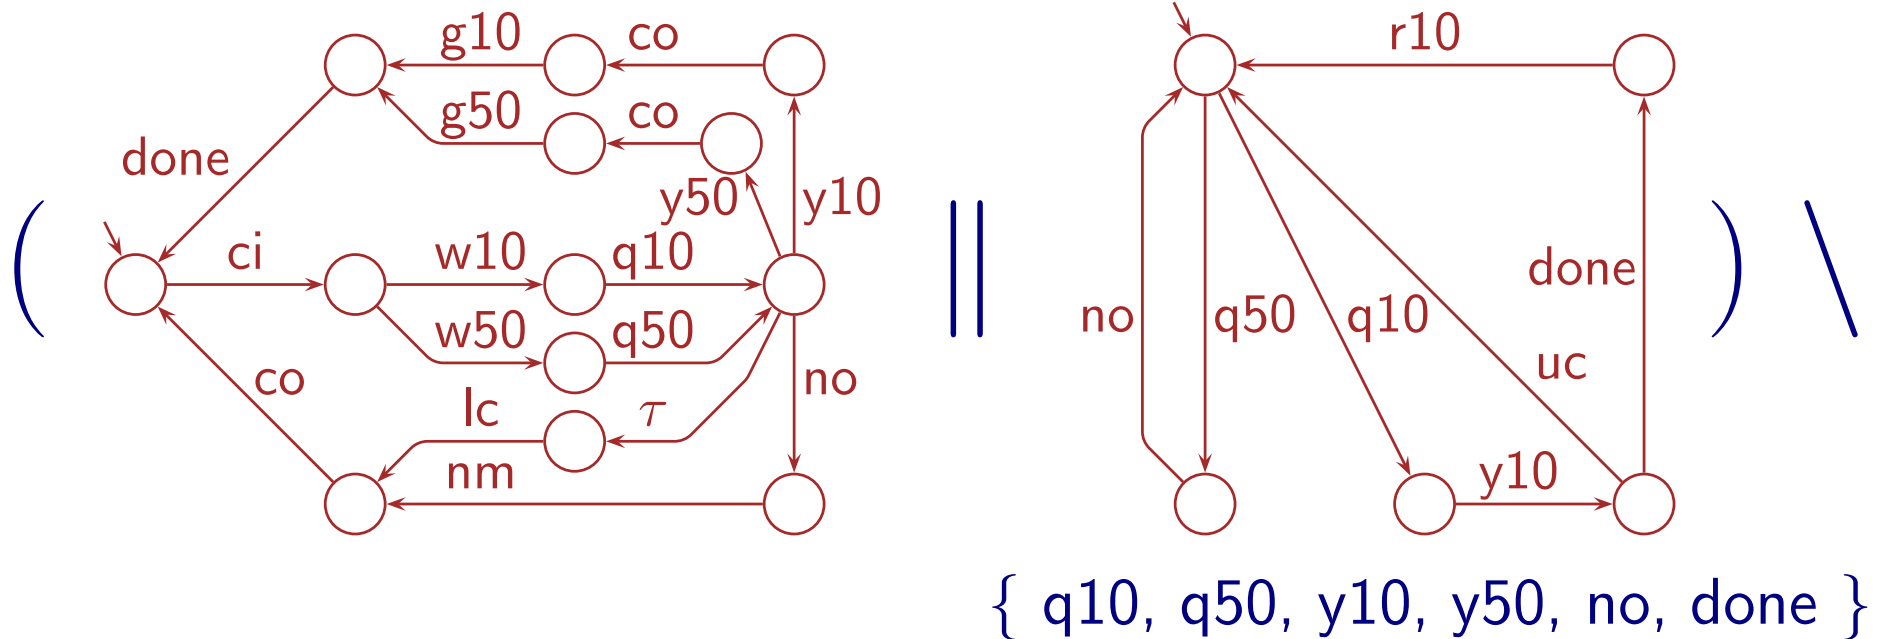 g10 co r10
g50 co
done
y50 y10
ci w10 q10 done
( w50 q50 || no q50 q10 ) \
co lc τ no uc
nm y10
{ q10, q50, y10, y50, no, done }